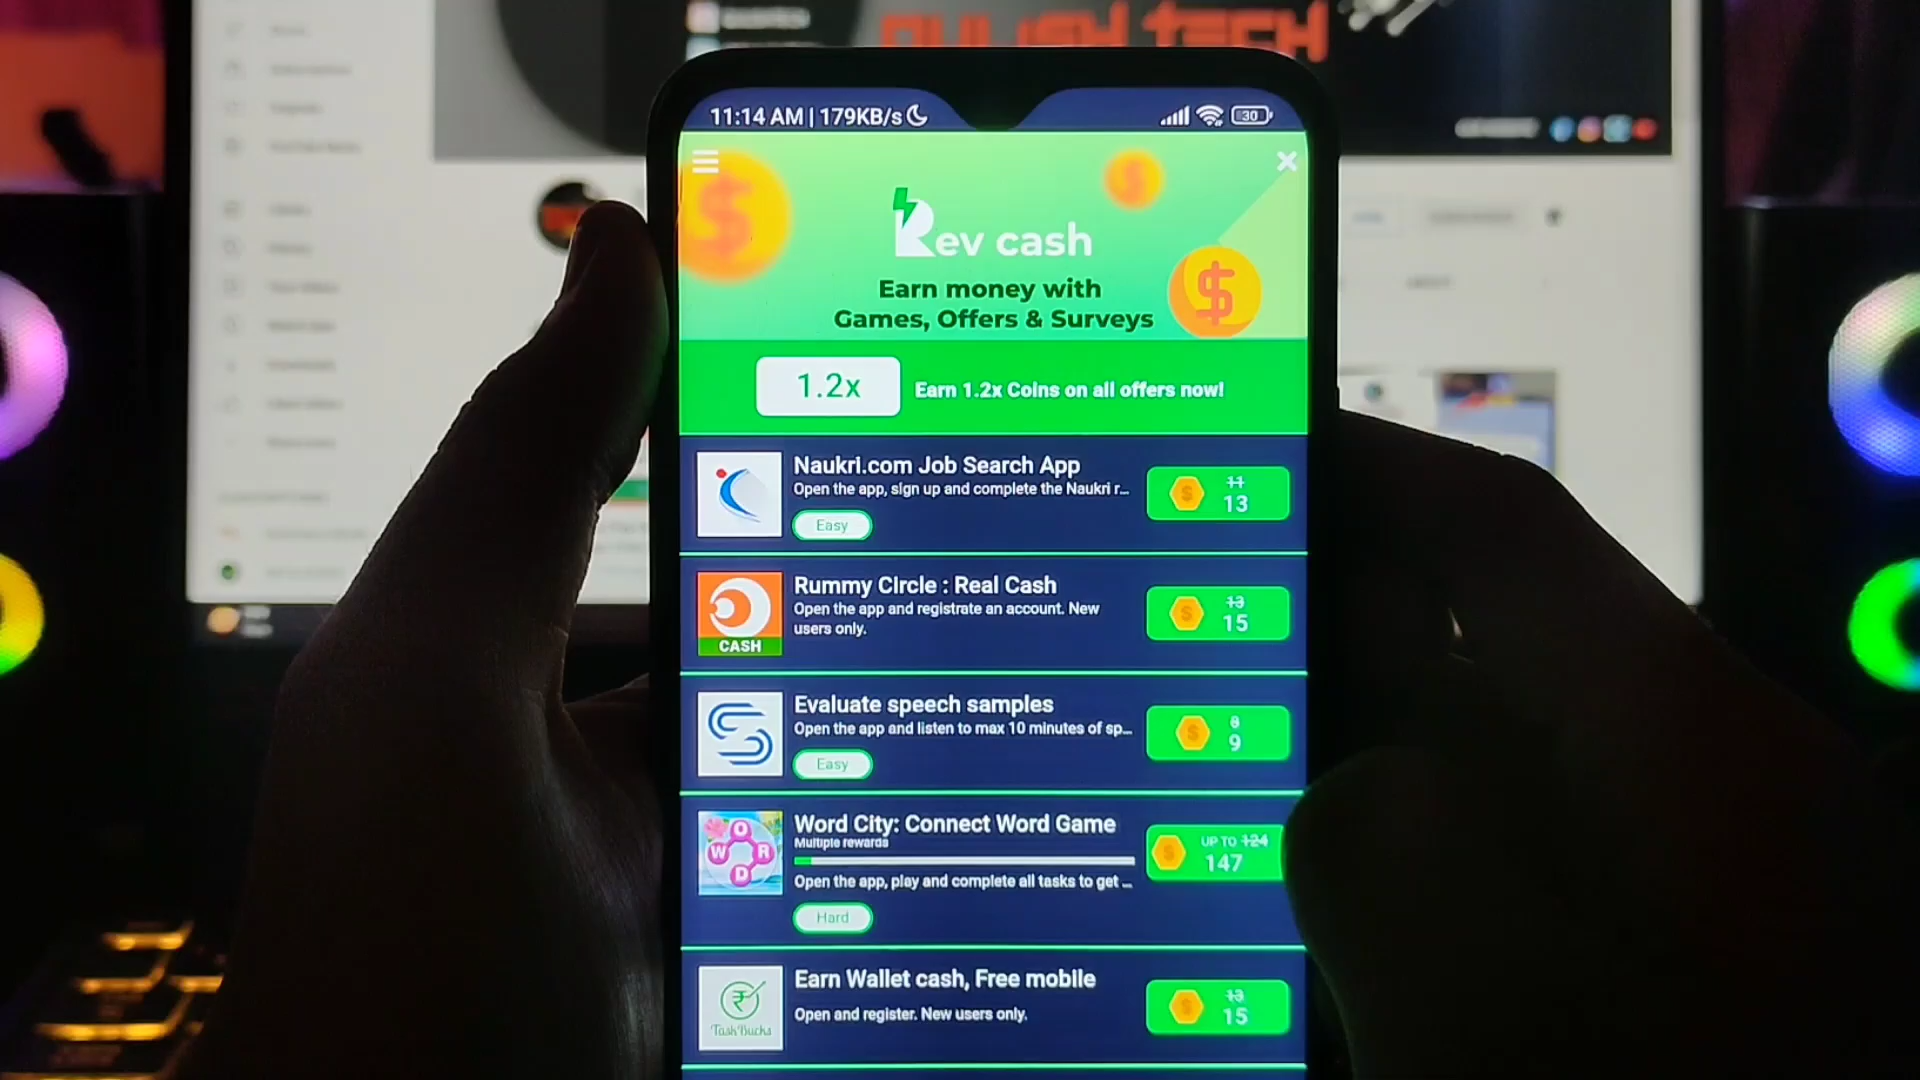 11:14 AM | 179KB/s
30
Rev cash
Earn money with
Games, Offers & Surveys
1.2x
Earn 1.2x Coins on all offers now!
Naukri.com Job Search App
Open the app, sign up and complete the Naukri r...
Easy
11
13
Rummy Circle : Real Cash
Open the app and registrate an account. New
users only.
CASH
13
15
Evaluate speech samples
Open the app and listen to max 10 minutes of sp...
Easy
8
9
Word City: Connect Word Game
Multiple rewards
Open the app, play and complete all tasks to get ...
Hard
WORD
UP TO 124
147
Earn Wallet cash, Free mobile
Open and register. New users only.
TaskBucks
13
15